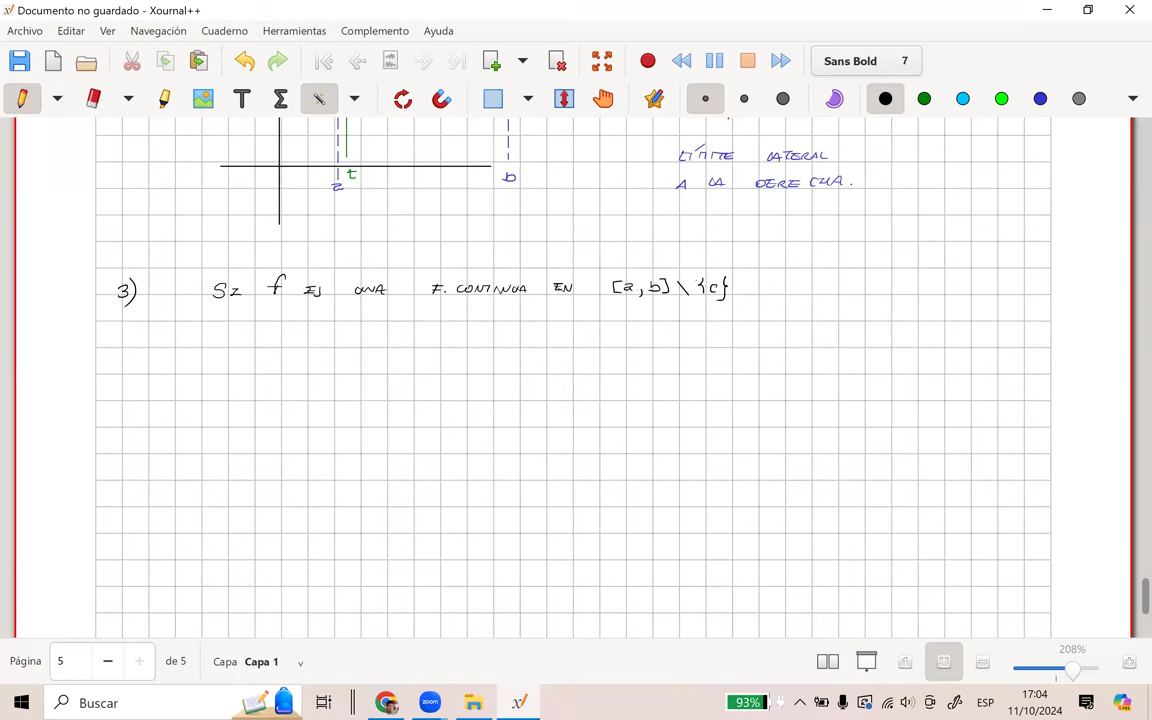 Documento no guardado - Xournal++
Archivo Editar Ver Navegación Cuaderno Herramientas Complemento Ayuda
Sans Bold 7
a t b
LÍMITE LATERAL
A LA DERECHA.
3) SI f ES UNA F. CONTINUA EN [a, b] \ {c}
Página 5 de 5 Capa Capa 1 208%
Buscar 93% ESP 17:04
zoom 11/10/2024